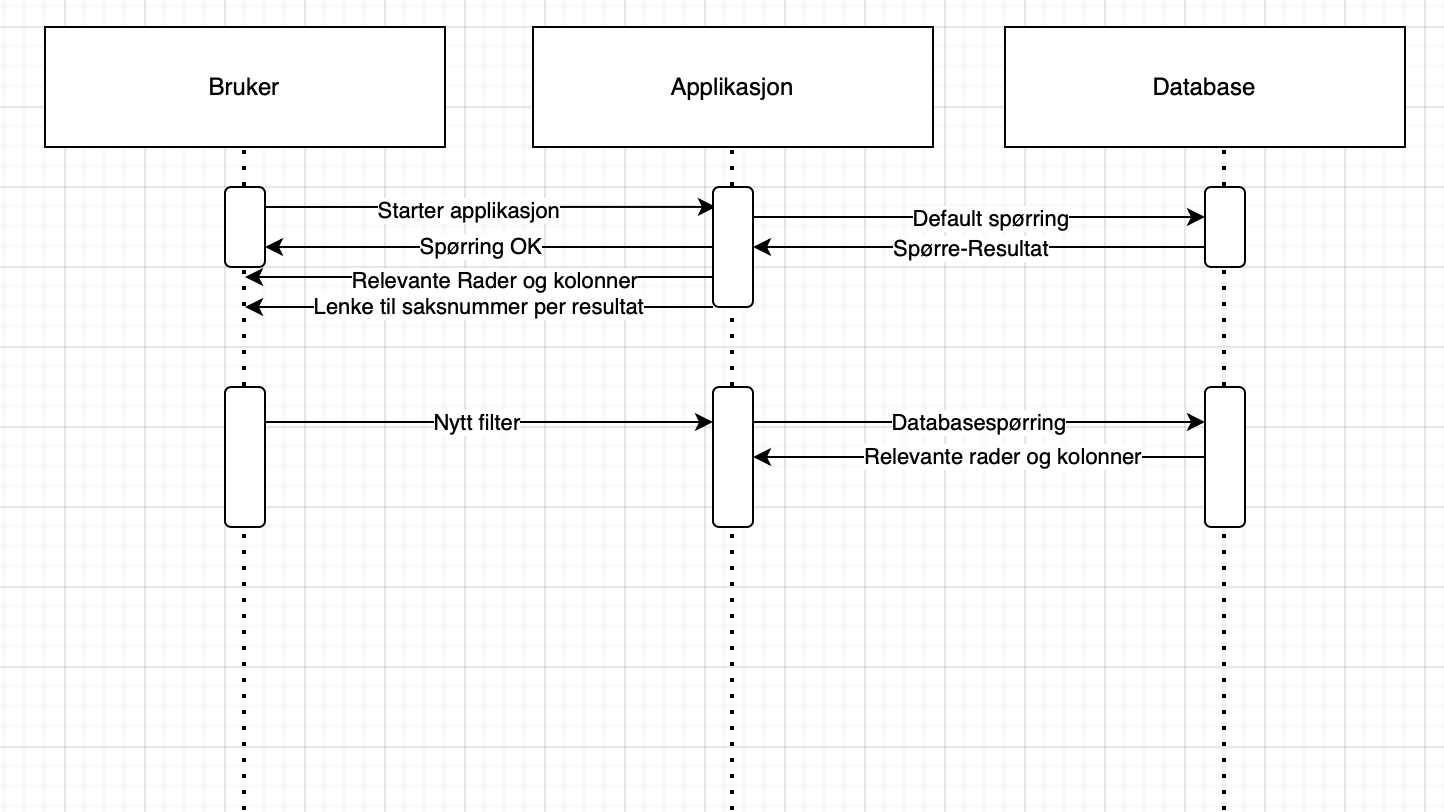 Bruker
Applikasjon
Database
Starter applikasjon
Default spørring
Spørring OK
Spørre-Resultat
Relevante Rader og kolonner
Lenke til saksnummer per resultat
Nytt filter
Databasespørring
Relevante rader og kolonner